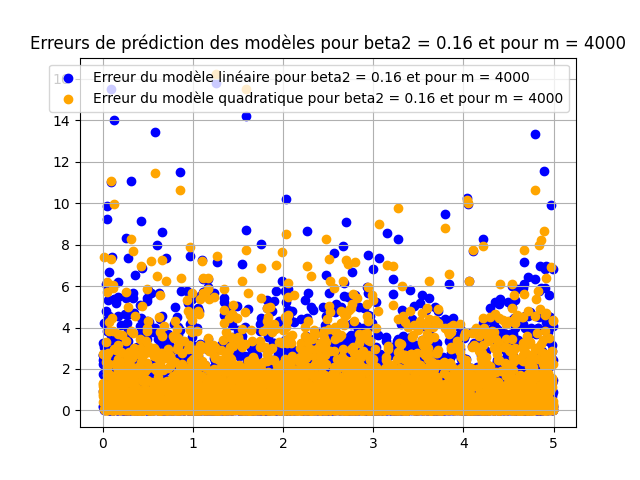 Erreurs de prédiction des modèles pour beta2 = 0.16 et pour m = 4000
Erreur du modèle linéaire pour beta2 = 0.16 et pour m = 4000
Erreur du modèle quadratique pour beta2 = 0.16 et pour m = 4000
16
14
12
10
8
6
4
2
0
0 1 2 3 4 5